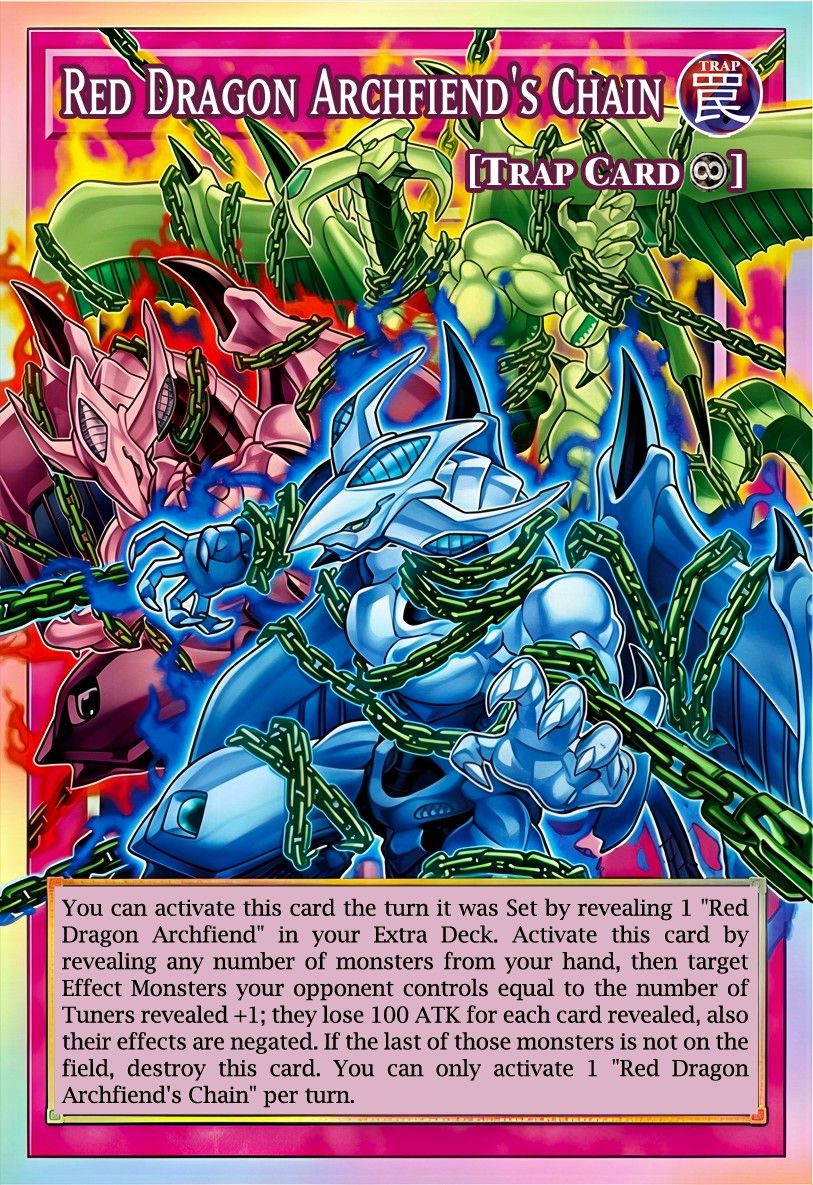 Red Dragon Archfiend's Chain
TRAP
罠
[Trap Card ∞]
You can activate this card the turn it was Set by revealing 1 "Red
Dragon Archfiend" in your Extra Deck. Activate this card by
revealing any number of monsters from your hand, then target
Effect Monsters your opponent controls equal to the number of
Tuners revealed +1; they lose 100 ATK for each card revealed, also
their effects are negated. If the last of those monsters is not on the
field, destroy this card. You can only activate 1 "Red Dragon
Archfiend's Chain" per turn.